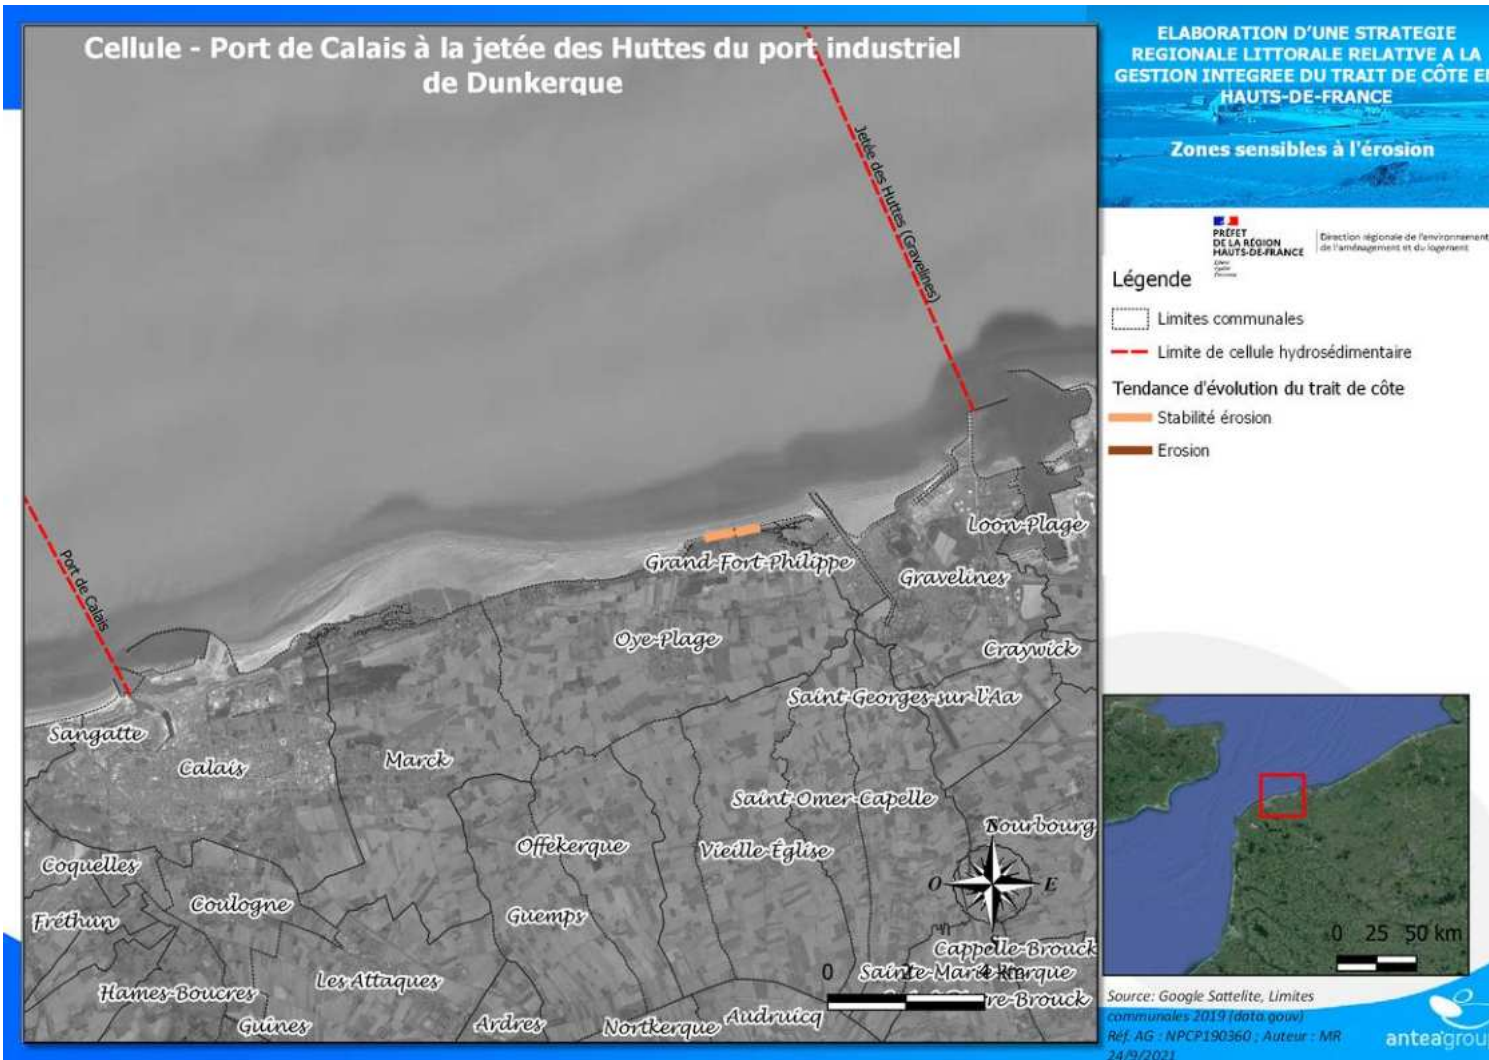 Cellule - Port de Calais à la jetée des Huttes du port industriel
de Dunkerque
Jetée des Huttes (Gravelines)
Port de Calais
Loon-Plage
Grand-Fort-Philippe
Gravelines
Oye-Plage
Craywick
Saint-Georges-sur-l'Aa
Sangatte
Calais
Marck
Saint-Omer-Capelle
Bourbourg
Offekerque
Vieille-Église
Coquelles
N
O
E
Coulogne
Fréthun
Guemps
Cappelle-Brouck
Les Attaques
0
Hames-Boucres
Guînes
Ardres
Nortkerque
Audruicq
ELABORATION D'UNE STRATEGIE
REGIONALE LITTORALE RELATIVE A LA
GESTION INTEGREE DU TRAIT DE CÔTE EN
HAUTS-DE-FRANCE
Zones sensibles à l'érosion
PRÉFET
DE LA RÉGION
HAUTS-DE-FRANCE
Direction régionale de l'environnement
de l'aménagement et du logement
Légende
Limites communales
Limite de cellule hydrosédimentaire
Tendance d'évolution du trait de côte
Stabilité érosion
Erosion
0 25 50 km
Source: Google Sattelite, Limites
communales 2019 (data.gouv)
Réf. AG : NPCP190360 ; Auteur : MR
24/9/2021
anteagroup